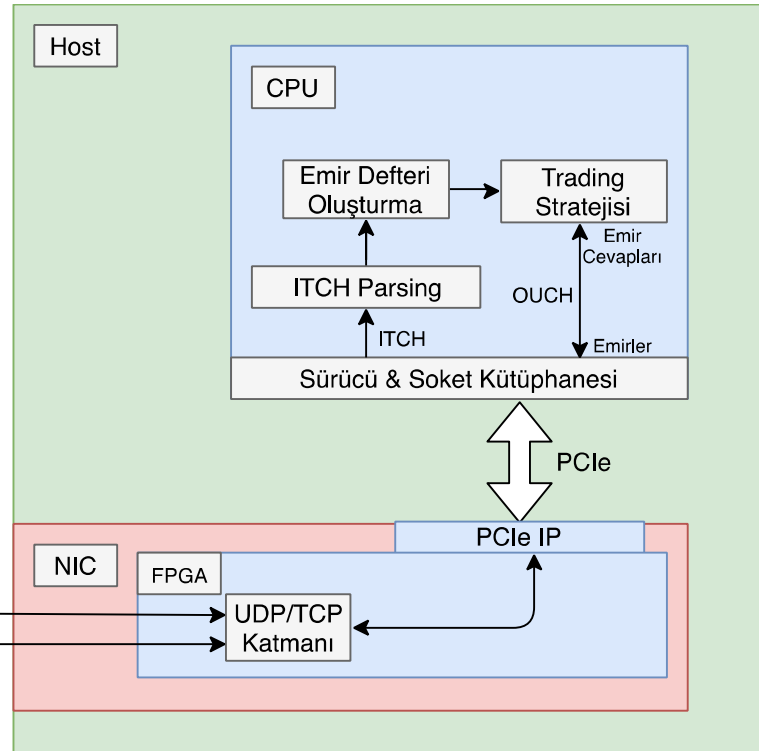 Host
CPU
Emir Defteri
Oluşturma
Trading
Stratejisi
Emir
Cevapları
ITCH Parsing
OUCH
ITCH
Emirler
Sürücü & Soket Kütüphanesi
PCIe
PCIe IP
NIC
FPGA
UDP/TCP
Katmanı